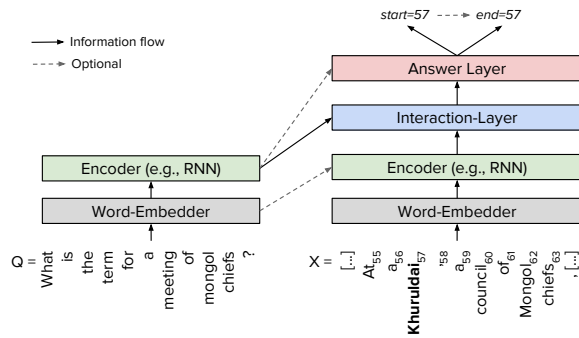 start=57
end=57
Information flow
Optional
Answer Layer
Interaction-Layer
Encoder (e.g., RNN)
Encoder (e.g., RNN)
Word-Embedder
Word-Embedder
Q = What is the term for a meeting of mongol chiefs ?
X = [...] At55 a56 Khuruldai57 '58 a59 council60 of61 Mongol62 chiefs63 , [...]